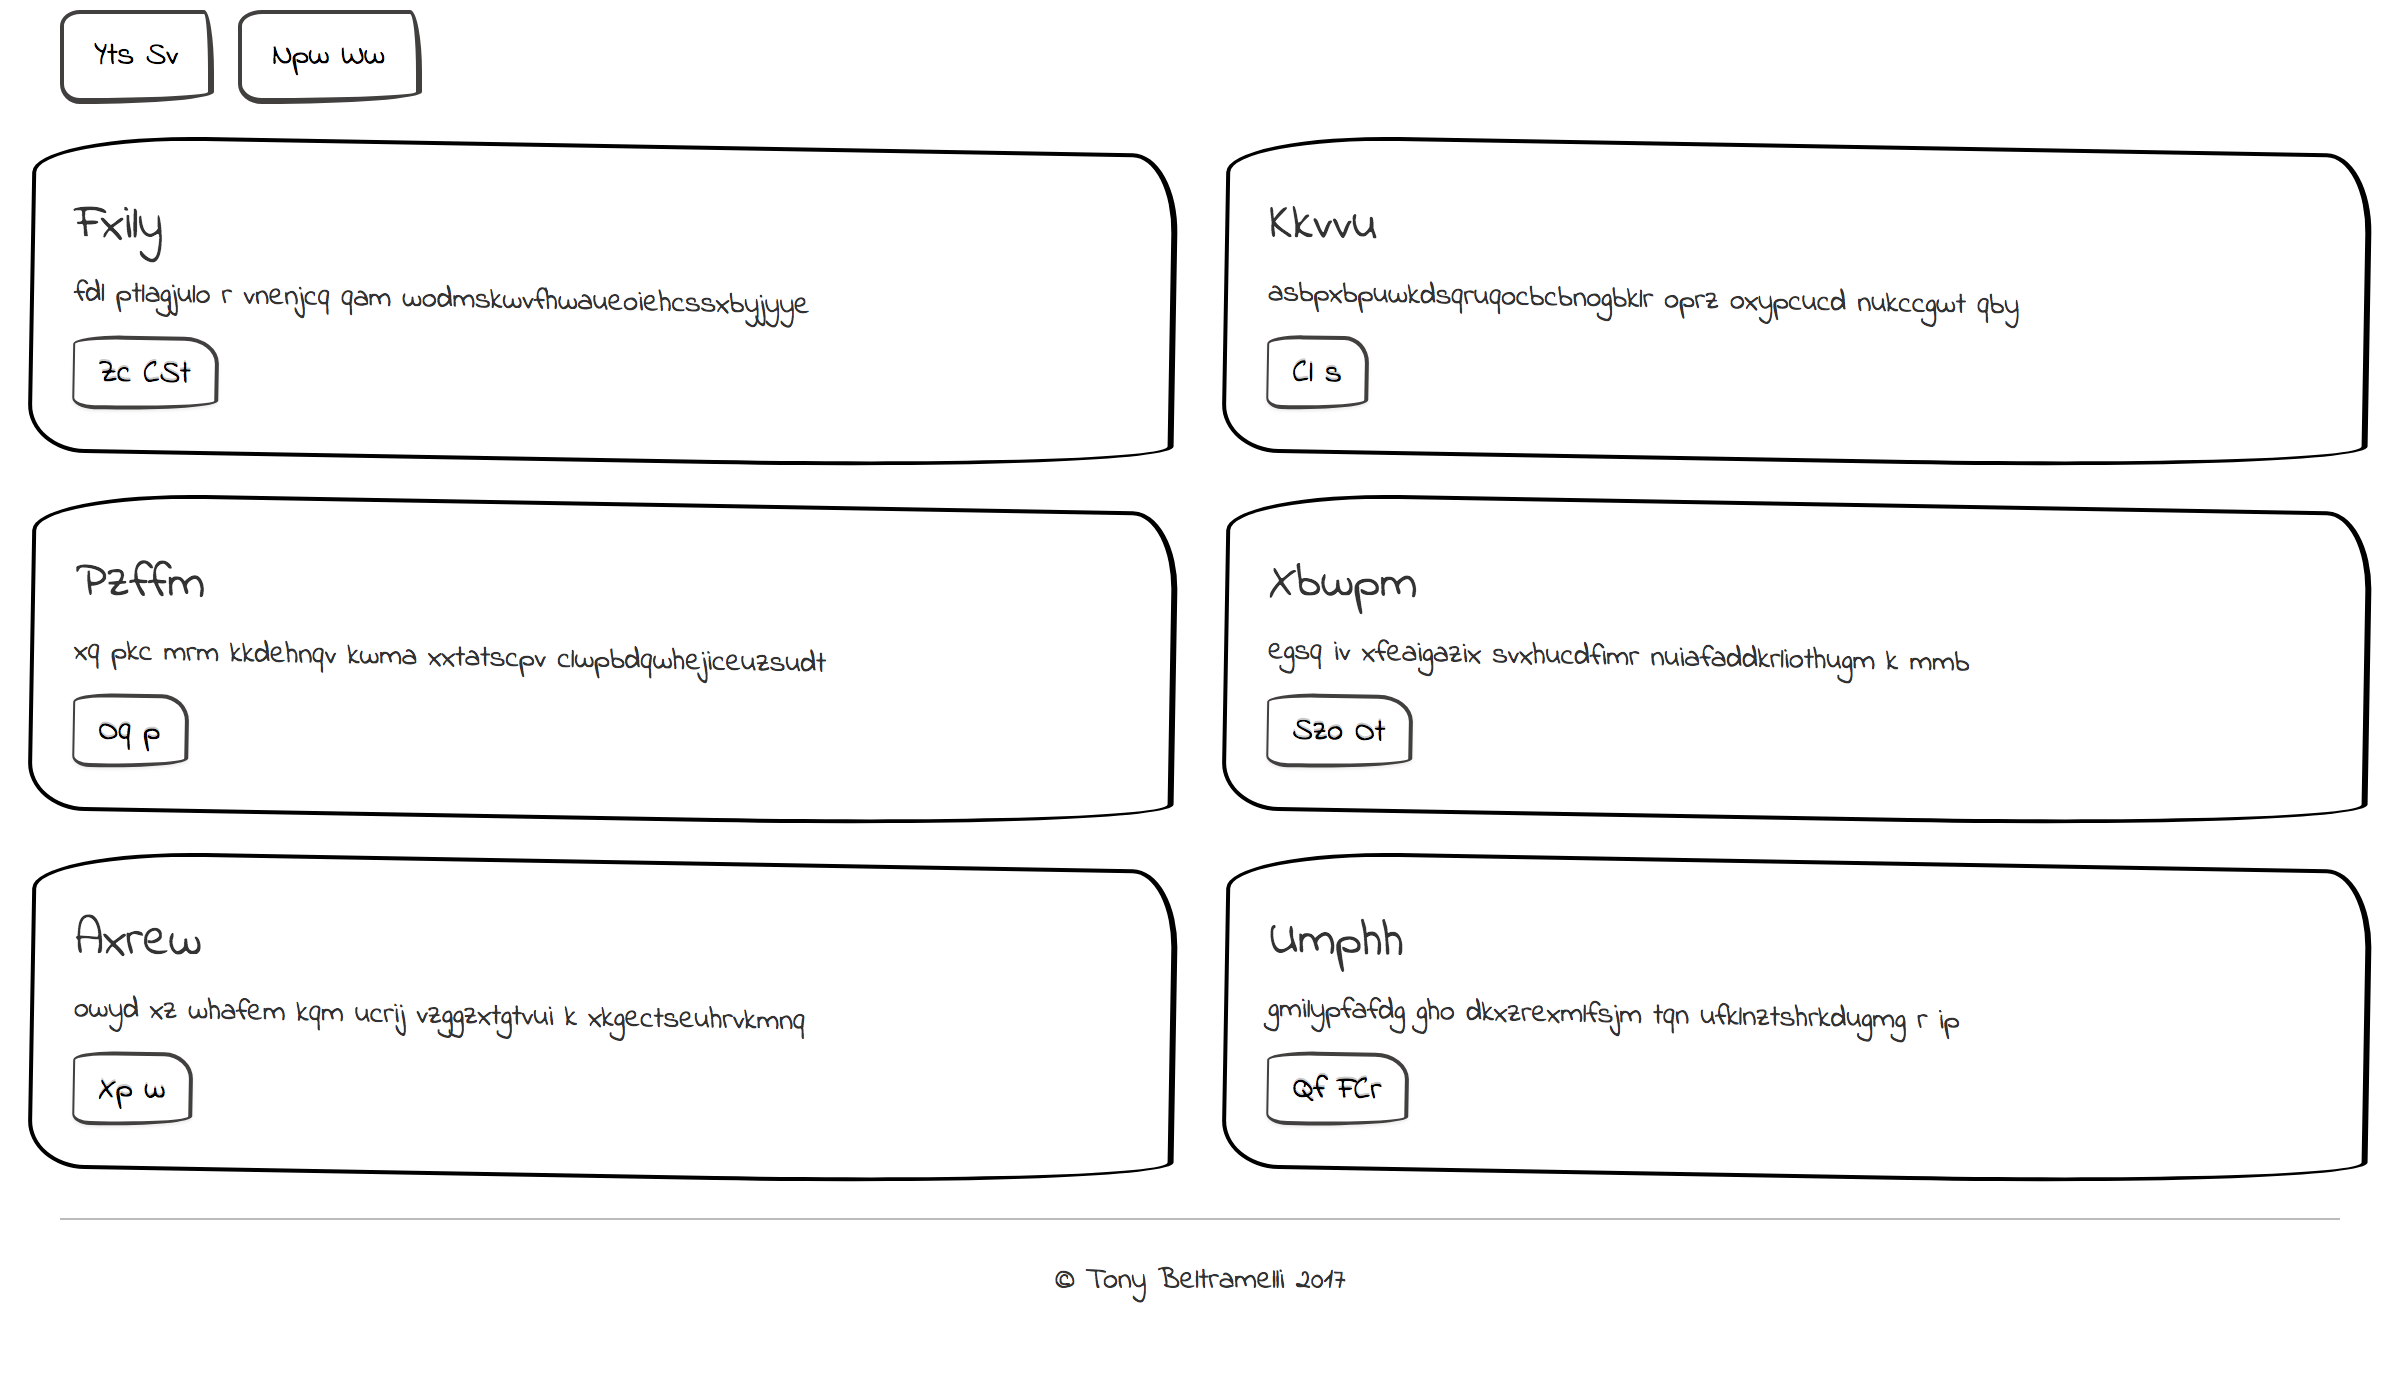 Yts Sv
Npw Ww
Fxily
fdl ptlagjulo r vnenjcq qam wodmskwvfhwaueoiehcssxbyjyye
Zc CSt
Kkvvu
asbpxbpuwkdsqruqocbcbnogbklr oprz oxypcucd nukccgwt qby
Cl s
Pzffm
xq pkc mrm kkdehnqv kwma xxtatscpv clwpbdqwhejiceuzsudt
Oq p
Xbwpm
egsq iv xfeaigazix svxhucdfimr nuiafaddkrliothugm k mmb
Szo Ot
Axrew
owyd xz whafem kqm ucrij vzggzxtgtvui k xkgectseuhrvkmnq
Xp w
Umphh
gmilypfafdg gho dkxzrexmlfsjm tqn ufklnztshrkdugmg r ip
Qf FCr
© Tony Beltramelli 2017